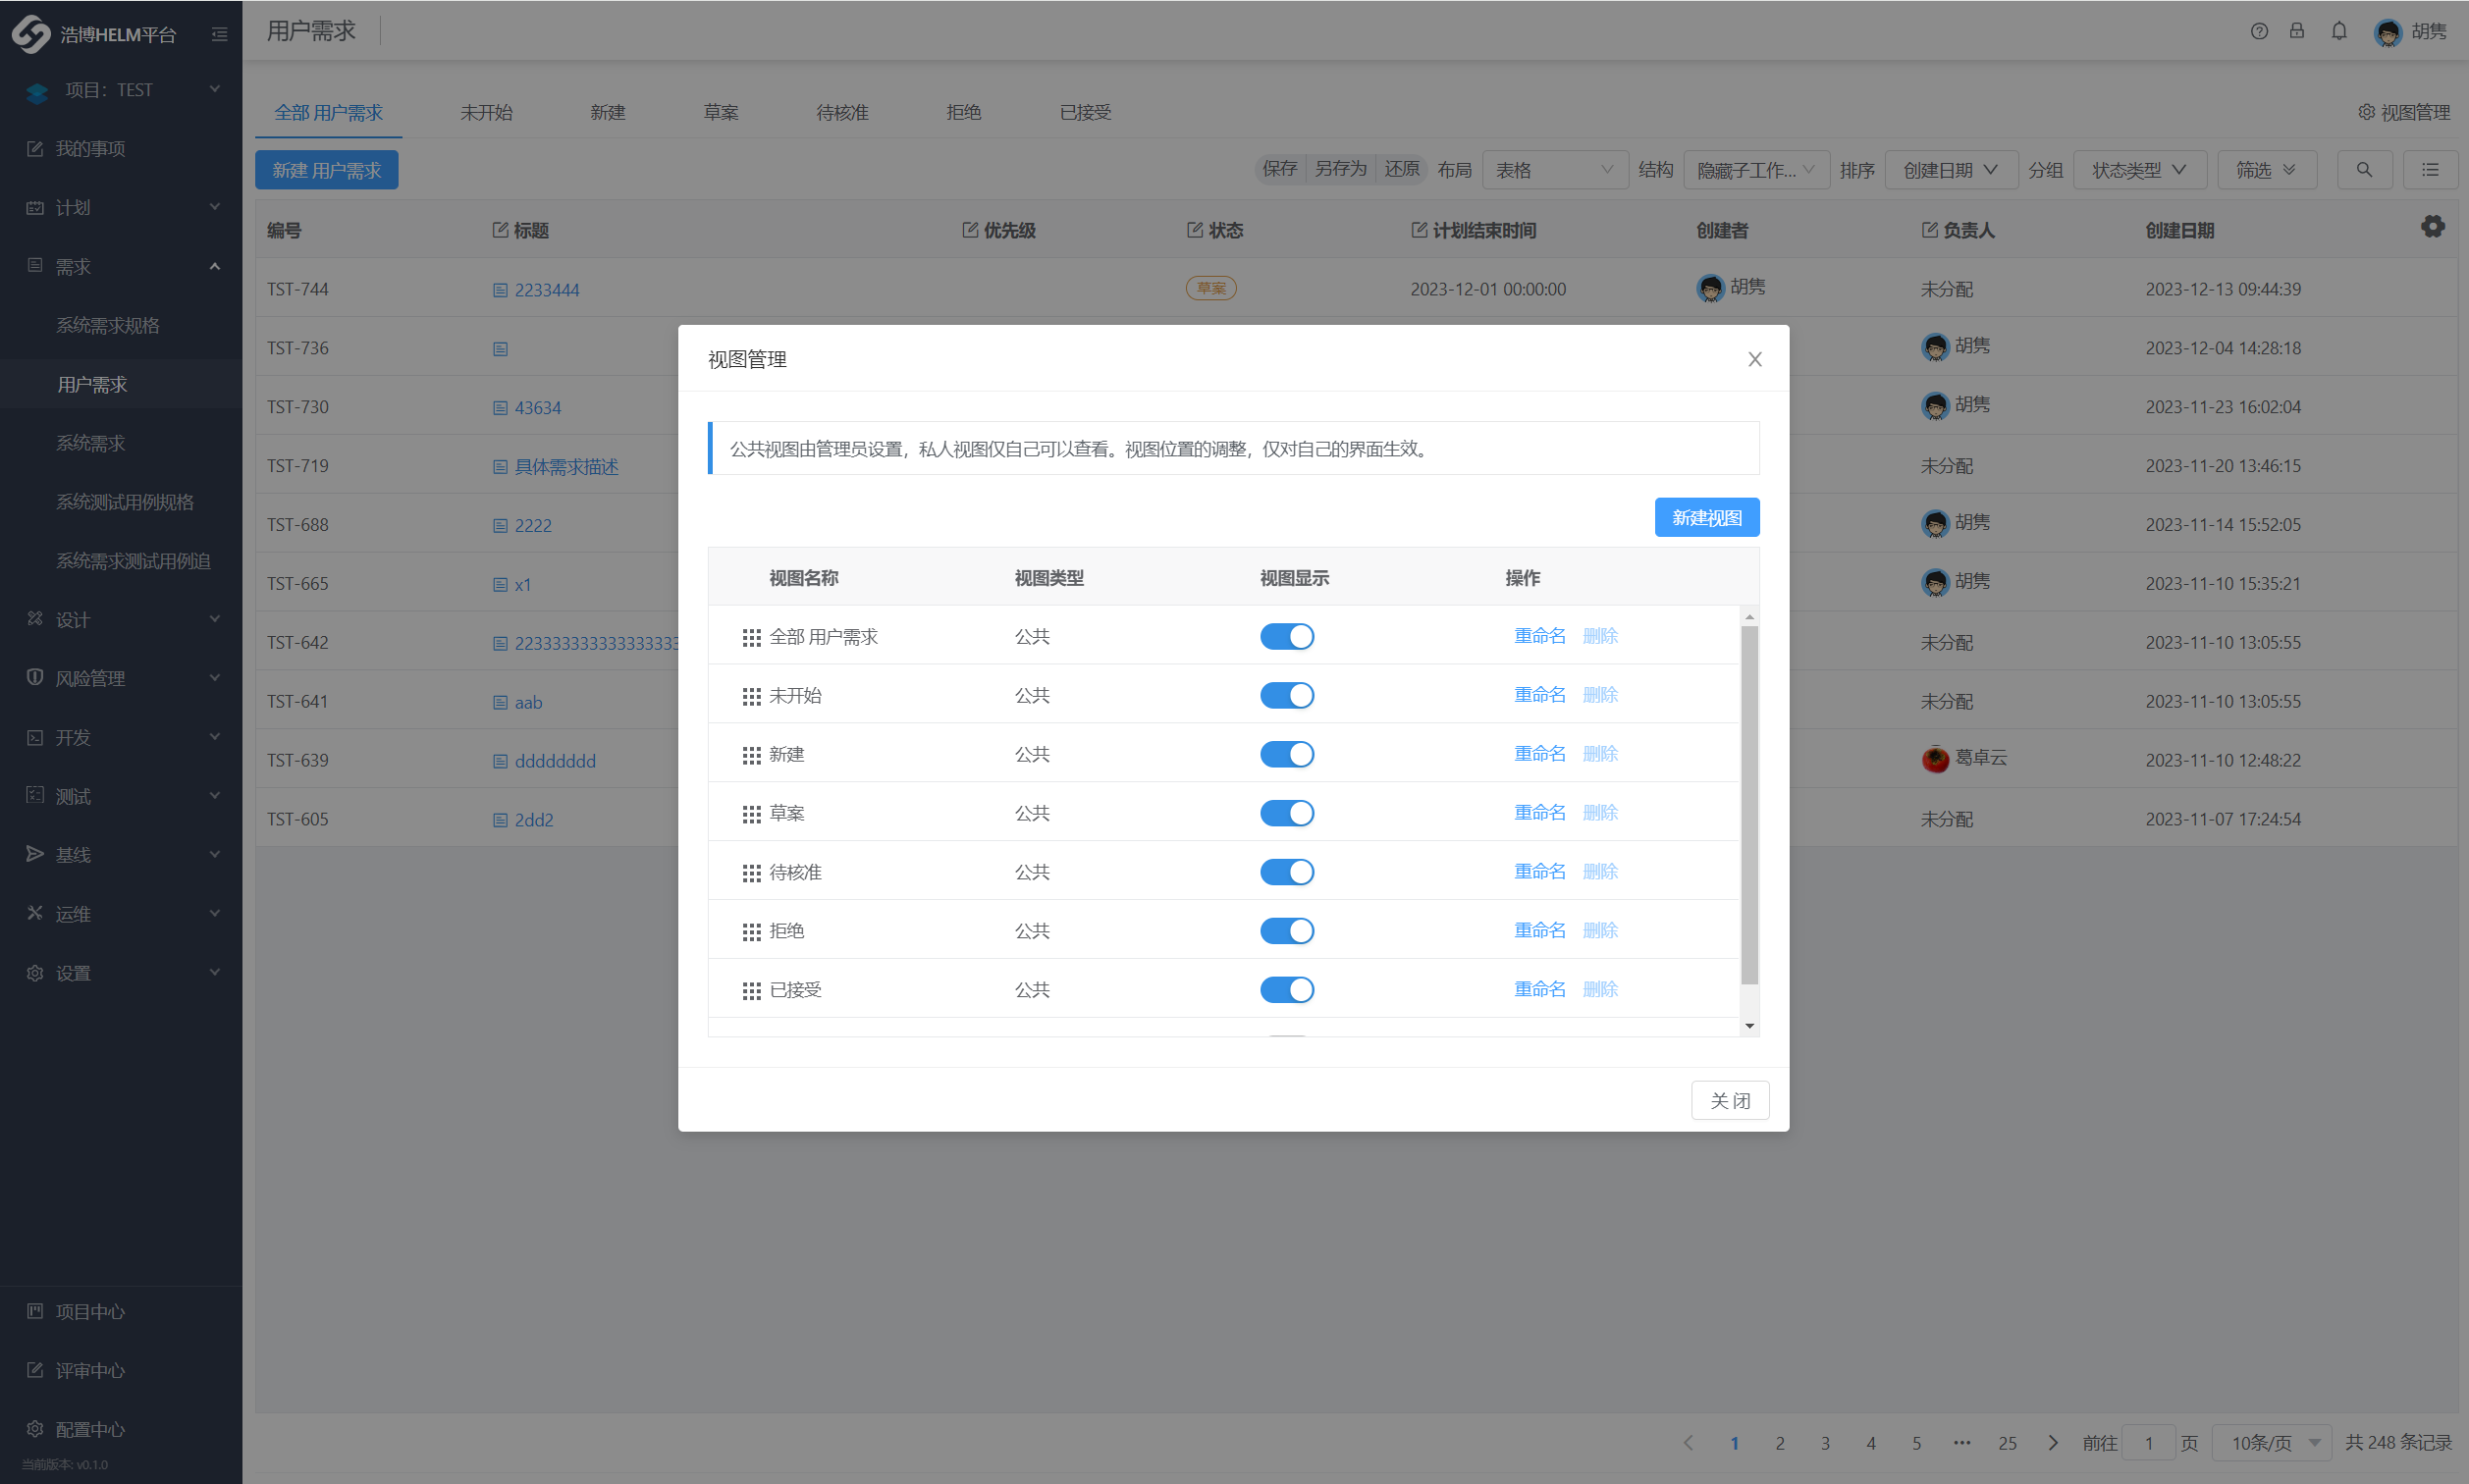 浩博HELM平台
项目：TEST
我的事项
计划
需求
系统需求规格
用户需求
系统需求
系统测试用例规格
系统需求测试用例追
设计
风险管理
开发
测试
基线
运维
设置
项目中心
评审中心
配置中心
当前版本: v0.1.0
用户需求
胡隽
全部 用户需求 未开始 新建 草案 待核准 拒绝 已接受 视图管理
新建 用户需求 保存 另存为 还原 布局 表格 结构 隐藏子工作... 排序 创建日期 分组 状态类型 筛选
编号 标题 优先级 状态 计划结束时间 创建者 负责人 创建日期
TST-744 2233444 草案 2023-12-01 00:00:00 胡隽 未分配 2023-12-13 09:44:39
TST-736 胡隽 2023-12-04 14:28:18
TST-730 43634 胡隽 2023-11-23 16:02:04
TST-719 具体需求描述 未分配 2023-11-20 13:46:15
TST-688 2222 胡隽 2023-11-14 15:52:05
TST-665 x1 胡隽 2023-11-10 15:35:21
TST-642 未分配 2023-11-10 13:05:55
TST-641 aab 未分配 2023-11-10 13:05:55
TST-639 dddddddd 葛卓云 2023-11-10 12:48:22
TST-605 2dd2 未分配 2023-11-07 17:24:54
视图管理
公共视图由管理员设置，私人视图仅自己可以查看。视图位置的调整，仅对自己的界面生效。
新建视图
视图名称 视图类型 视图显示 操作
全部 用户需求 公共 重命名 删除
未开始 公共 重命名 删除
新建 公共 重命名 删除
草案 公共 重命名 删除
待核准 公共 重命名 删除
拒绝 公共 重命名 删除
已接受 公共 重命名 删除
关 闭
1 2 3 4 5 ••• 25 前往 1 页 10条/页 共 248 条记录